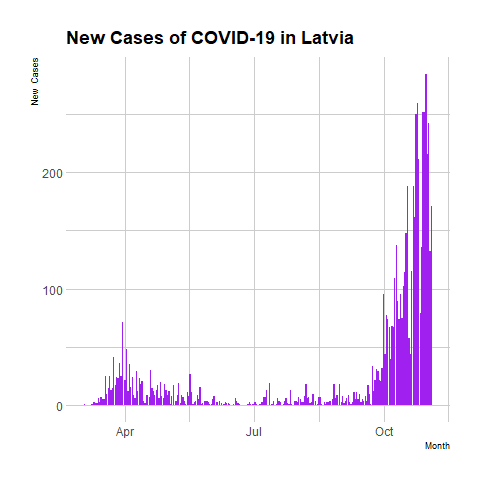 New Cases of COVID-19 in Latvia
New Cases
200
100
0
Apr
Jul
Oct
Month